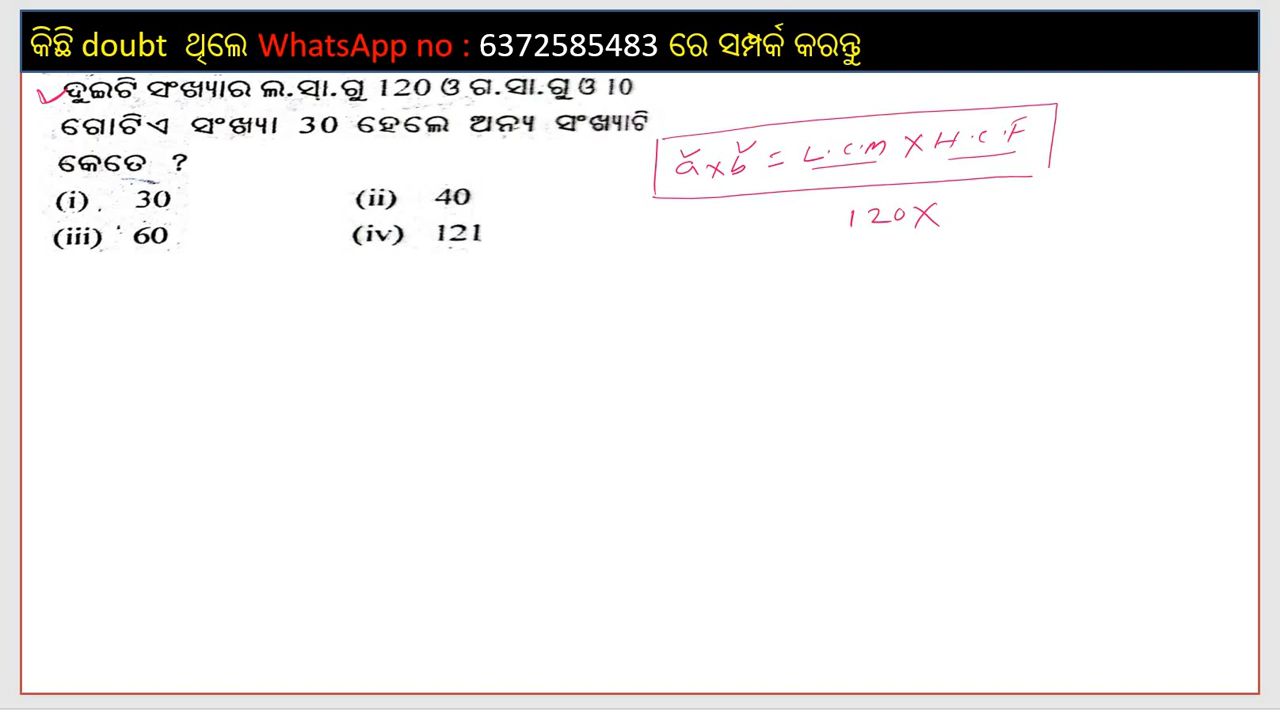 କିଛି doubt ଥିଲେ WhatsApp no : 6372585483 ରେ ସମ୍ପର୍କ କରନ୍ତୁ
ଦୁଇଟି ସଂଖ୍ୟାର ଲ.ସା.ଗୁ 120 ଓ ଗ.ସା.ଗୁ ଓ 10
ଗୋଟିଏ ସଂଖ୍ୟା 30 ହେଲେ ଅନ୍ୟ ସଂଖ୍ୟାଟି
କେତେ ?
(i) 30 (ii) 40
(iii) 60 (iv) 121
a × b = L.C.M × H.C.F
120 ×